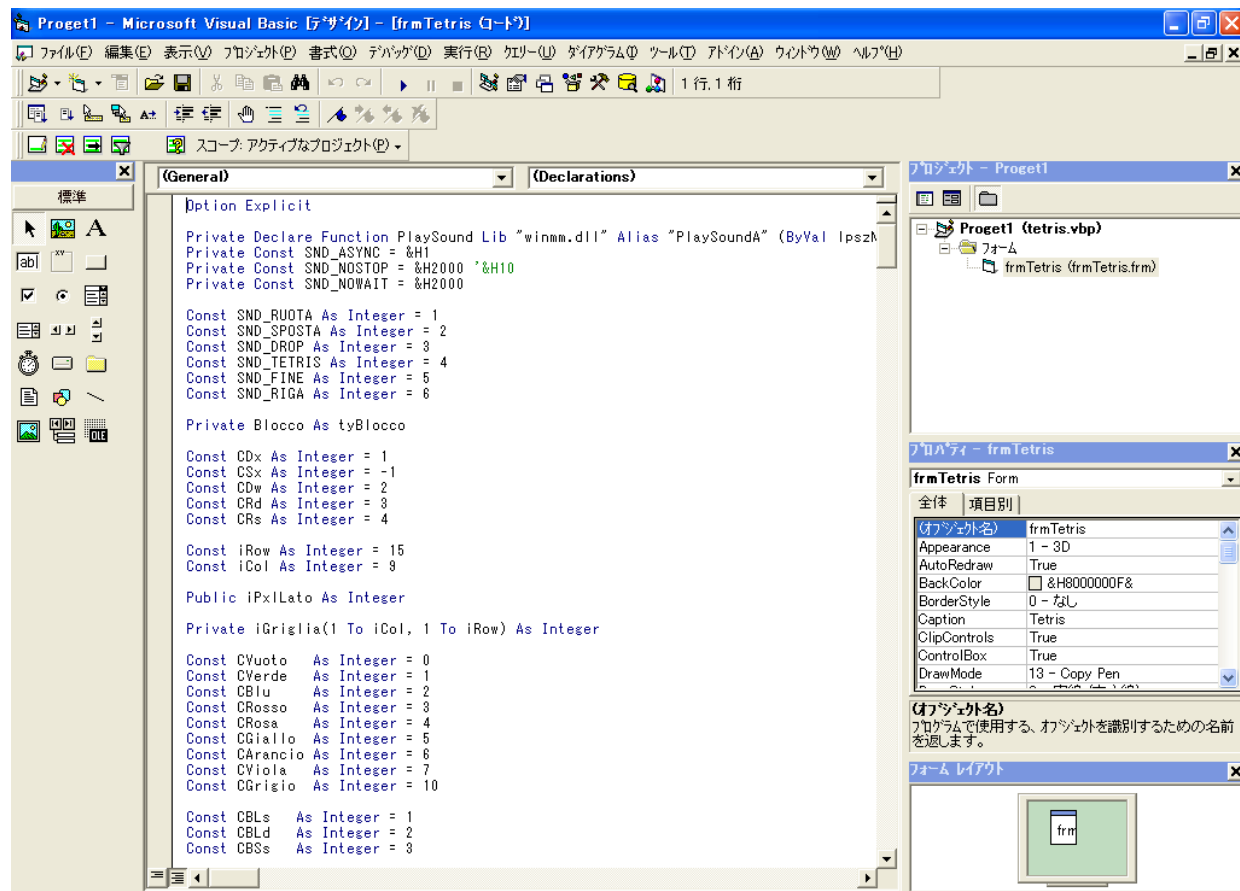 Proget1 - Microsoft Visual Basic [ﾃﾞｻﾞｲﾝ] - [frmTetris (ｺｰﾄﾞ)]
ﾌｧｲﾙ(F) 編集(E) 表示(V) ﾌﾟﾛｼﾞｪｸﾄ(P) 書式(O) ﾃﾞﾊﾞｯｸﾞ(D) 実行(R) ｸｴﾘｰ(U) ﾀﾞｲｱｸﾞﾗﾑ(I) ﾂｰﾙ(T) ｱﾄﾞｲﾝ(A) ｳｨﾝﾄﾞｳ(W) ﾍﾙﾌﾟ(H)
1 行, 1 桁
スコープ: アクティブなプロジェクト(P)
標準
A
ab
xv
OLE
(General)
(Declarations)
Option Explicit
Private Declare Function PlaySound Lib "winmm.dll" Alias "PlaySoundA" (ByVal lpszN
Private Const SND_ASYNC = &H1
Private Const SND_NOSTOP = &H2000 '&H10
Private Const SND_NOWAIT = &H2000
Const SND_RUOTA As Integer = 1
Const SND_SPOSTA As Integer = 2
Const SND_DROP As Integer = 3
Const SND_TETRIS As Integer = 4
Const SND_FINE As Integer = 5
Const SND_RIGA As Integer = 6
Private Blocco As tyBlocco
Const CDx As Integer = 1
Const CSx As Integer = -1
Const CDw As Integer = 2
Const CRd As Integer = 3
Const CRs As Integer = 4
Const iRow As Integer = 15
Const iCol As Integer = 9
Public iPxlLato As Integer
Private iGriglia(1 To iCol, 1 To iRow) As Integer
Const CVuoto As Integer = 0
Const CVerde As Integer = 1
Const CBlu As Integer = 2
Const CRosso As Integer = 3
Const CRosa As Integer = 4
Const CGiallo As Integer = 5
Const CArancio As Integer = 6
Const CViola As Integer = 7
Const CGrigio As Integer = 10
Const CBLs As Integer = 1
Const CBLd As Integer = 2
Const CBSs As Integer = 3
ﾌﾟﾛｼﾞｪｸﾄ - Proget1
Proget1 (tetris.vbp)
ﾌｫｰﾑ
frmTetris (frmTetris.frm)
ﾌﾟﾛﾊﾟﾃｨ - frmTetris
frmTetris Form
全体 項目別
(ｵﾌﾞｼﾞｪｸﾄ名) frmTetris
Appearance 1 - 3D
AutoRedraw True
BackColor &H8000000F&
BorderStyle 0 - なし
Caption Tetris
ClipControls True
ControlBox True
DrawMode 13 - Copy Pen
(ｵﾌﾞｼﾞｪｸﾄ名)
ﾌﾟﾛｸﾞﾗﾑで使用する、ｵﾌﾞｼﾞｪｸﾄを識別するための名前
を返します。
ﾌｫｰﾑ ﾚｲｱｳﾄ
frm